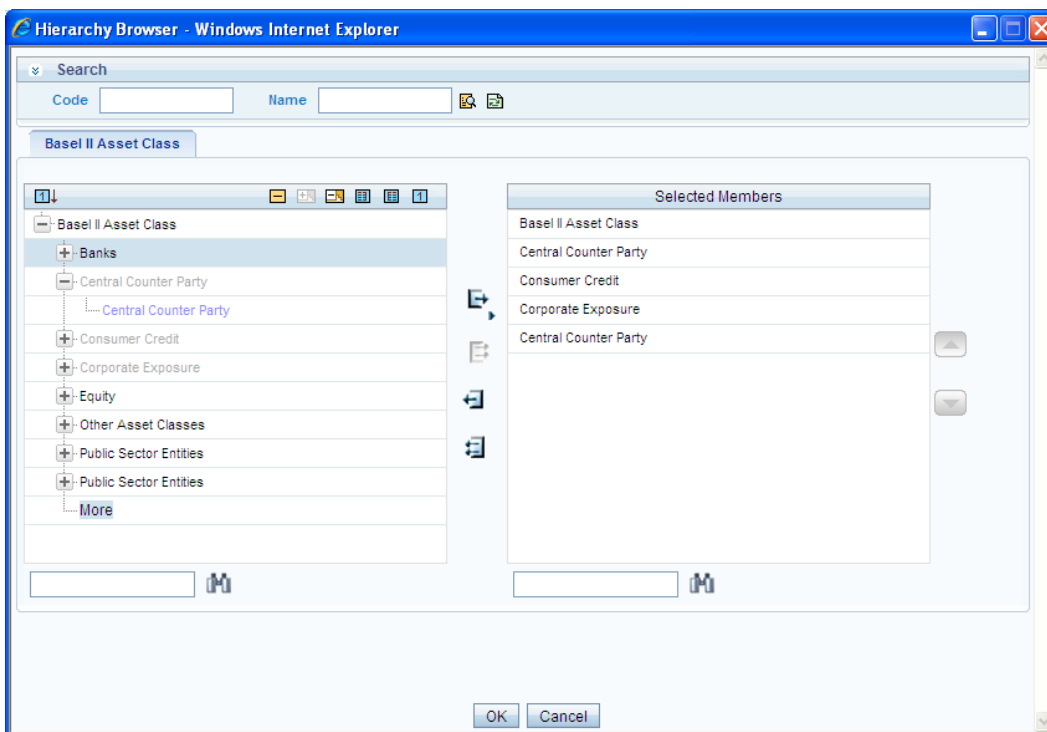 Hierarchy Browser - Windows Internet Explorer
Search
Code Name
Basel II Asset Class
Basel II Asset Class
Banks
Central Counter Party
Central Counter Party
Consumer Credit
Corporate Exposure
Equity
Other Asset Classes
Public Sector Entities
Public Sector Entities
More
Selected Members
Basel II Asset Class
Central Counter Party
Consumer Credit
Corporate Exposure
Central Counter Party
OK Cancel